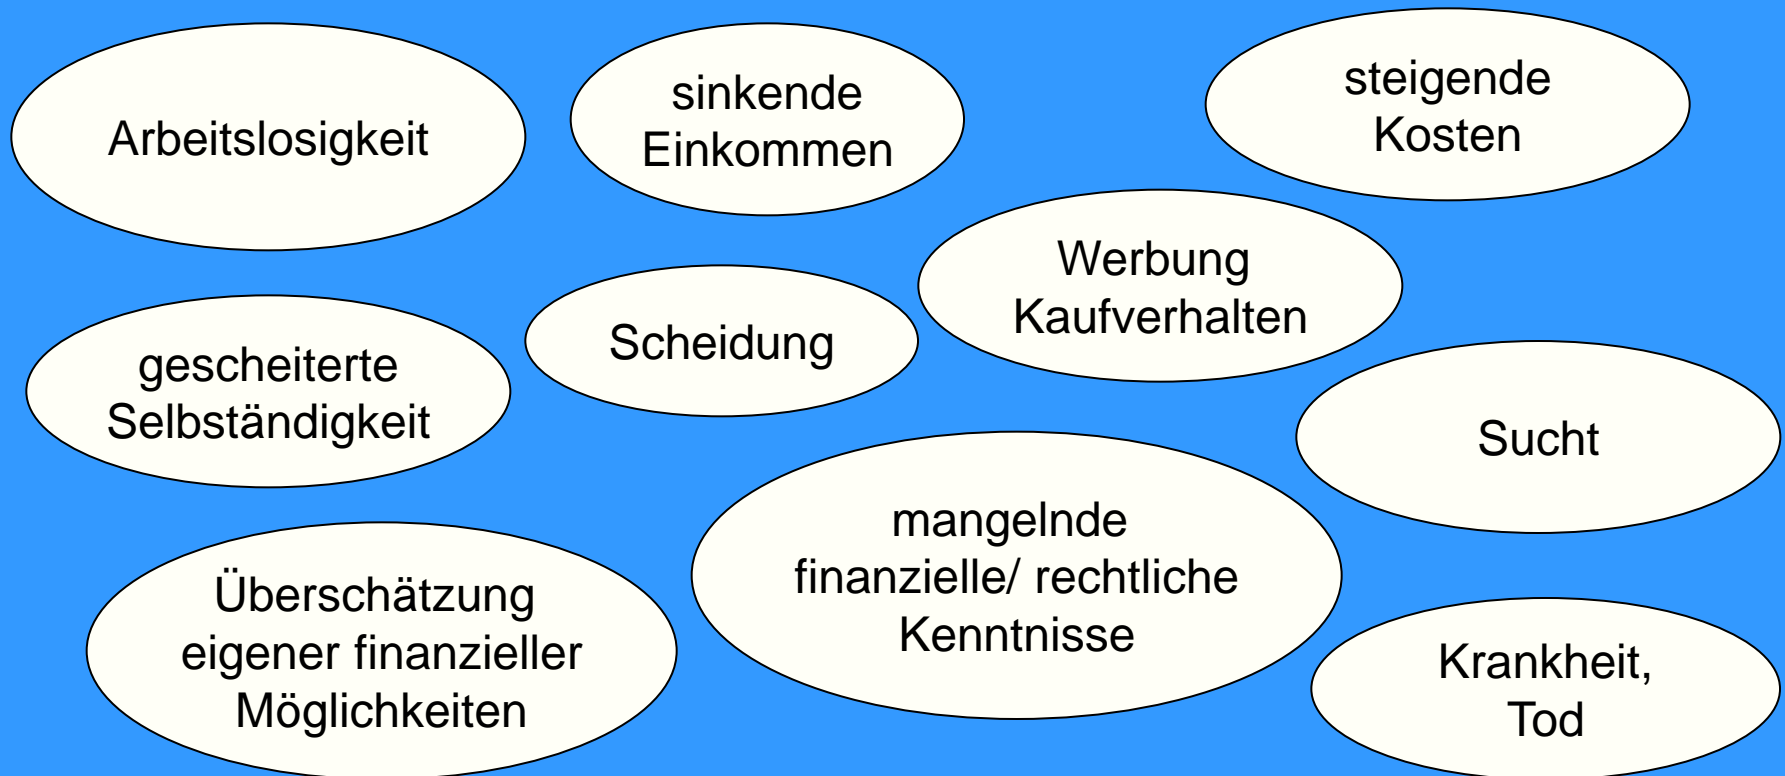 Arbeitslosigkeit
sinkende
Einkommen
steigende
Kosten
Werbung
Kaufverhalten
gescheiterte
Selbständigkeit
Scheidung
Sucht
mangelnde
finanzielle/ rechtliche
Kenntnisse
Überschätzung
eigener finanzieller
Möglichkeiten
Krankheit,
Tod